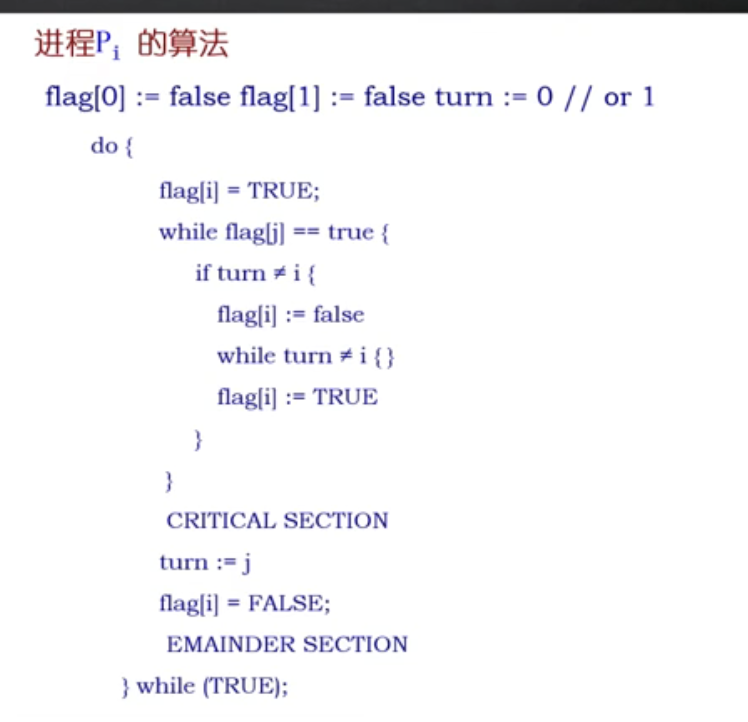 进程Pi 的算法
flag[0] := false flag[1] := false turn := 0 // or 1
do {
flag[i] = TRUE;
while flag[j] == true {
if turn ≠ i {
flag[i] := false
while turn ≠ i { }
flag[i] := TRUE
}
}
CRITICAL SECTION
turn := j
flag[i] = FALSE;
EMAINDER SECTION
} while (TRUE);